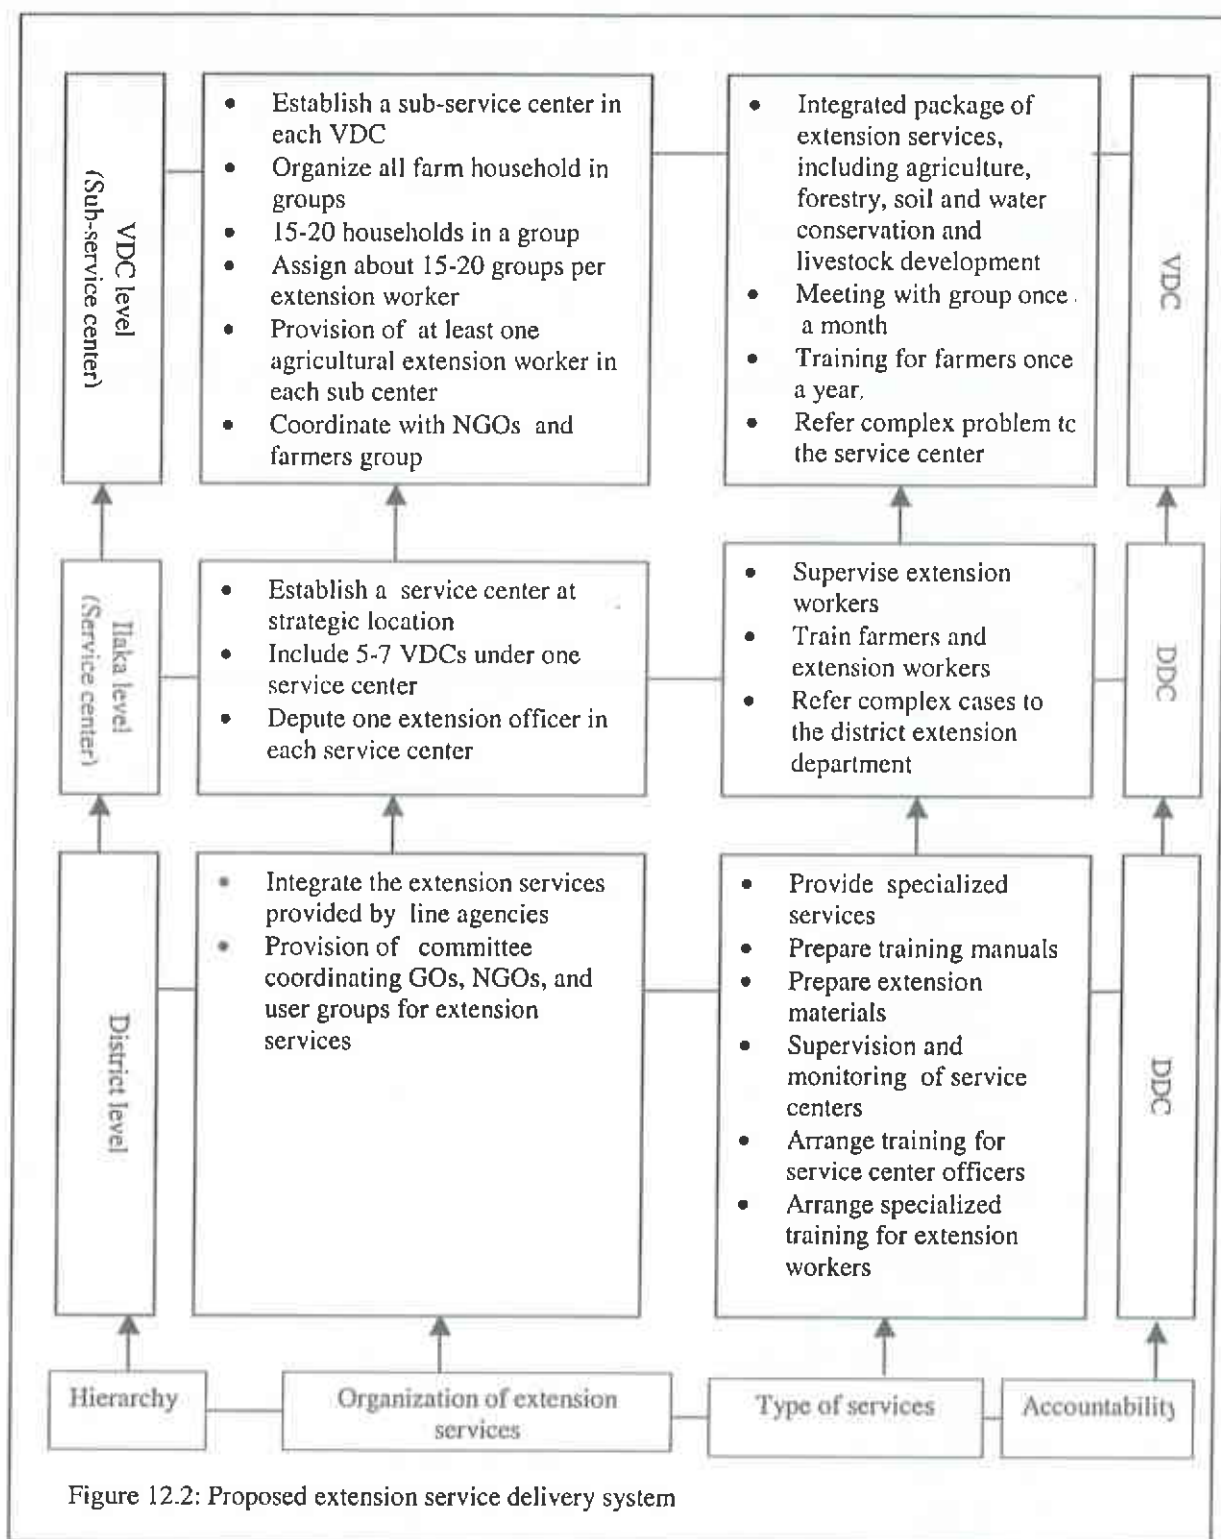 VDC level
(Sub-service center)
• Establish a sub-service center in
each VDC
• Organize all farm household in
groups
• 15-20 households in a group
• Assign about 15-20 groups per
extension worker
• Provision of at least one
agricultural extension worker in
each sub center
• Coordinate with NGOs and
farmers group
• Integrated package of
extension services,
including agriculture,
forestry, soil and water
conservation and
livestock development
• Meeting with group once
a month
• Training for farmers once
a year.
• Refer complex problem to
the service center
VDC
Ilaka level
(Service center)
• Establish a service center at
strategic location
• Include 5-7 VDCs under one
service center
• Depute one extension officer in
each service center
• Supervise extension
workers
• Train farmers and
extension workers
• Refer complex cases to
the district extension
department
DDC
District level
• Integrate the extension services
provided by line agencies
• Provision of committee
coordinating GOs, NGOs, and
user groups for extension
services
• Provide specialized
services
• Prepare training manuals
• Prepare extension
materials
• Supervision and
monitoring of service
centers
• Arrange training for
service center officers
• Arrange specialized
training for extension
workers
DDC
Hierarchy
Organization of extension
services
Type of services
Accountability
Figure 12.2: Proposed extension service delivery system